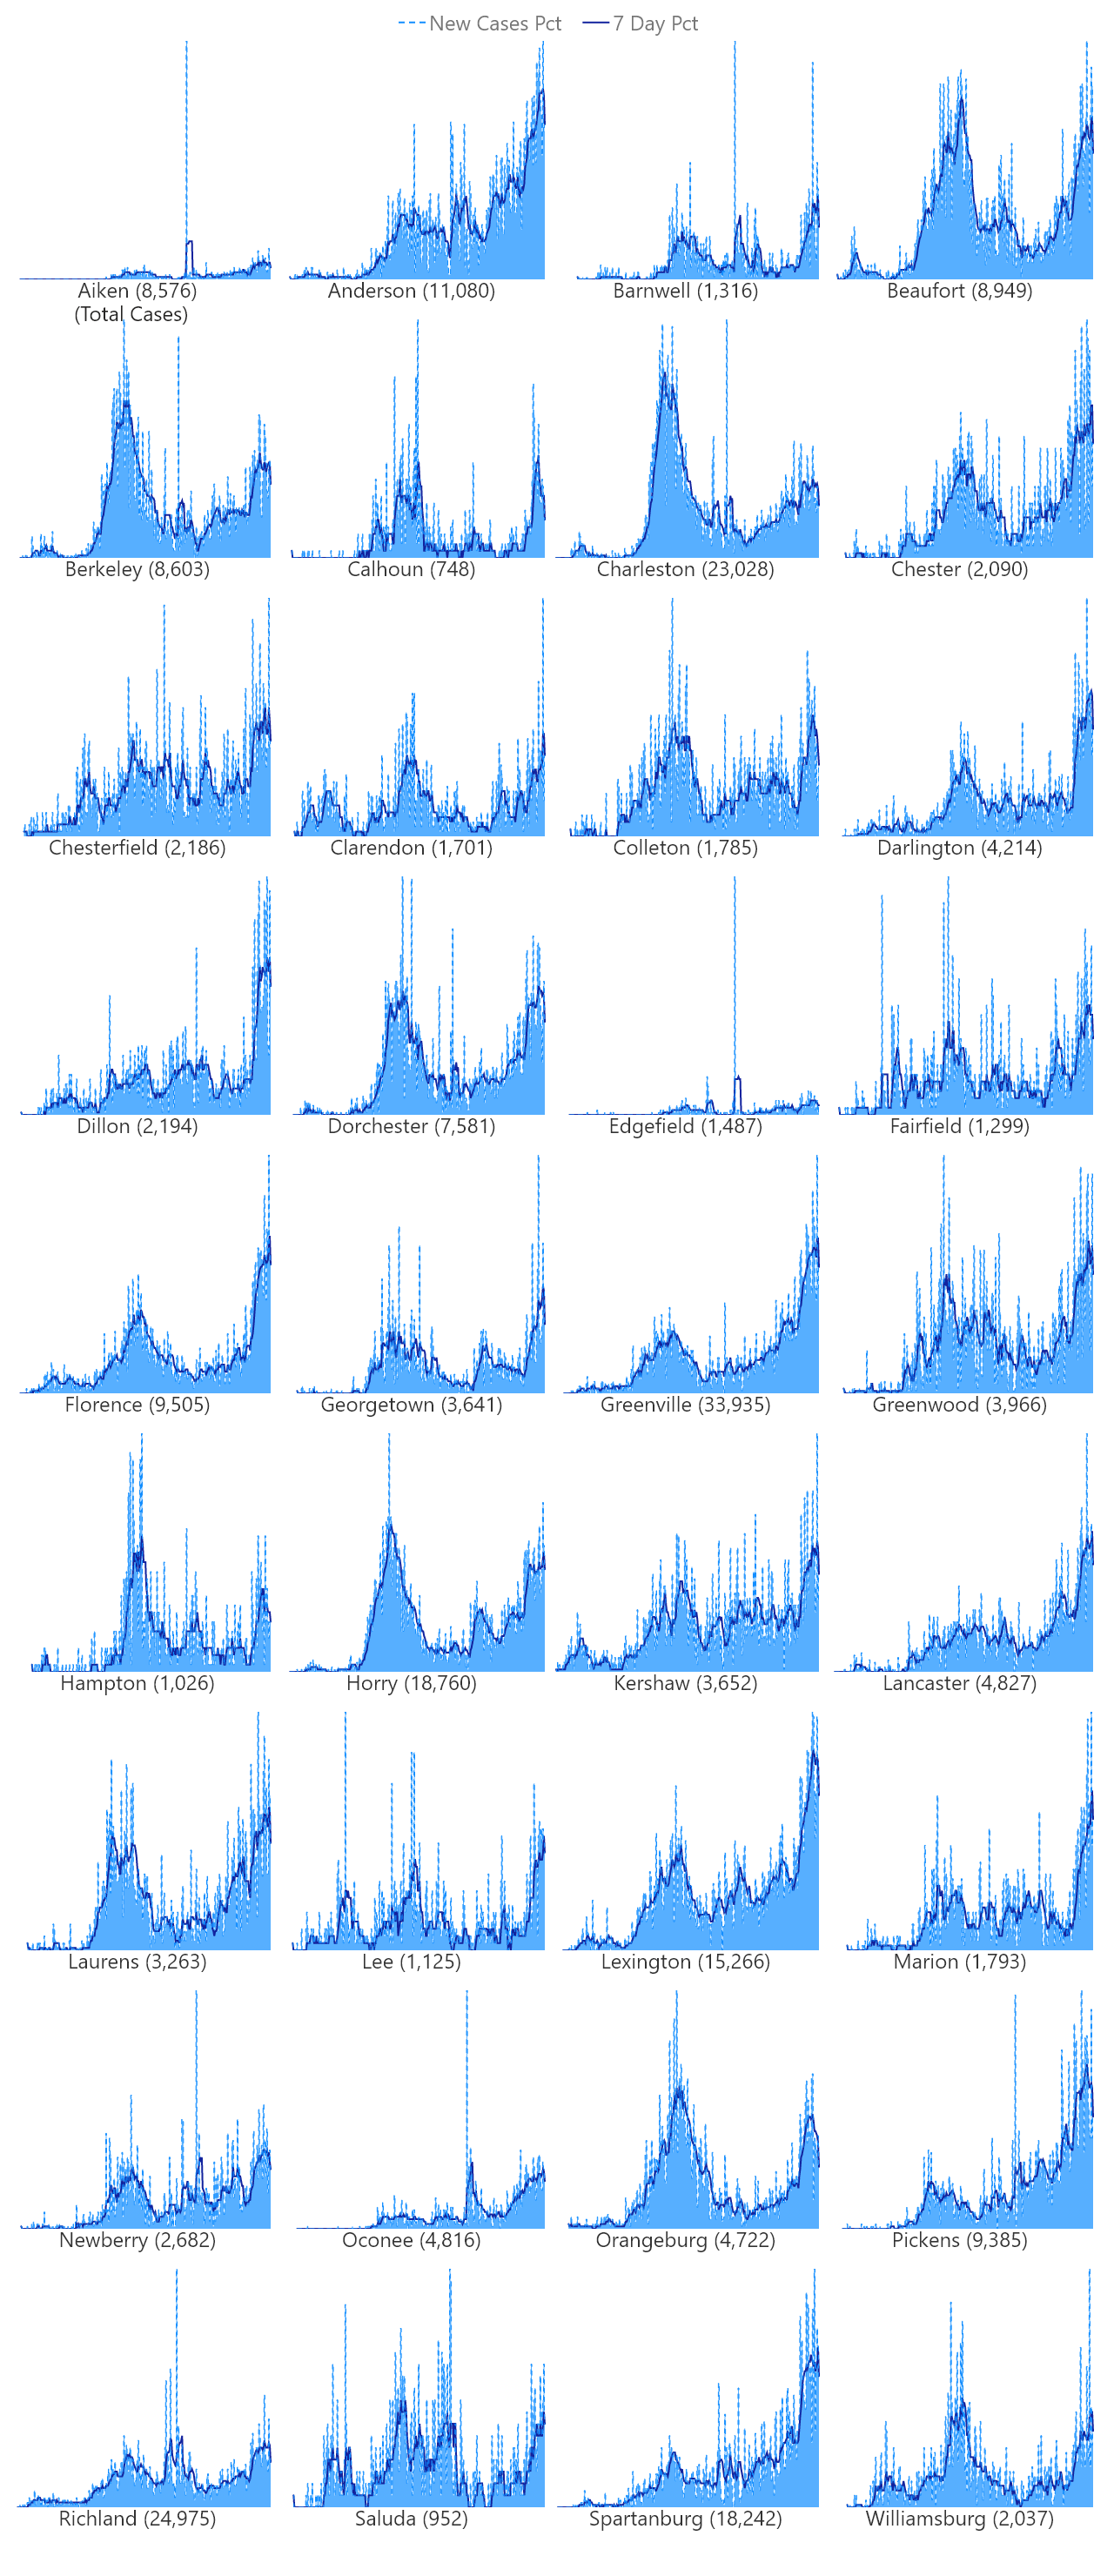 New Cases Pct 7 Day Pct
Aiken (8,576) Anderson (11,080) Barnwell (1,316) Beaufort (8,949)
(Total Cases)
Berkeley (8,603) Calhoun (748) Charleston (23,028) Chester (2,090)
Chesterfield (2,186) Clarendon (1,701) Colleton (1,785) Darlington (4,214)
Dillon (2,194) Dorchester (7,581) Edgefield (1,487) Fairfield (1,299)
Florence (9,505) Georgetown (3,641) Greenville (33,935) Greenwood (3,966)
Hampton (1,026) Horry (18,760) Kershaw (3,652) Lancaster (4,827)
Laurens (3,263) Lee (1,125) Lexington (15,266) Marion (1,793)
Newberry (2,682) Oconee (4,816) Orangeburg (4,722) Pickens (9,385)
Richland (24,975) Saluda (952) Spartanburg (18,242) Williamsburg (2,037)